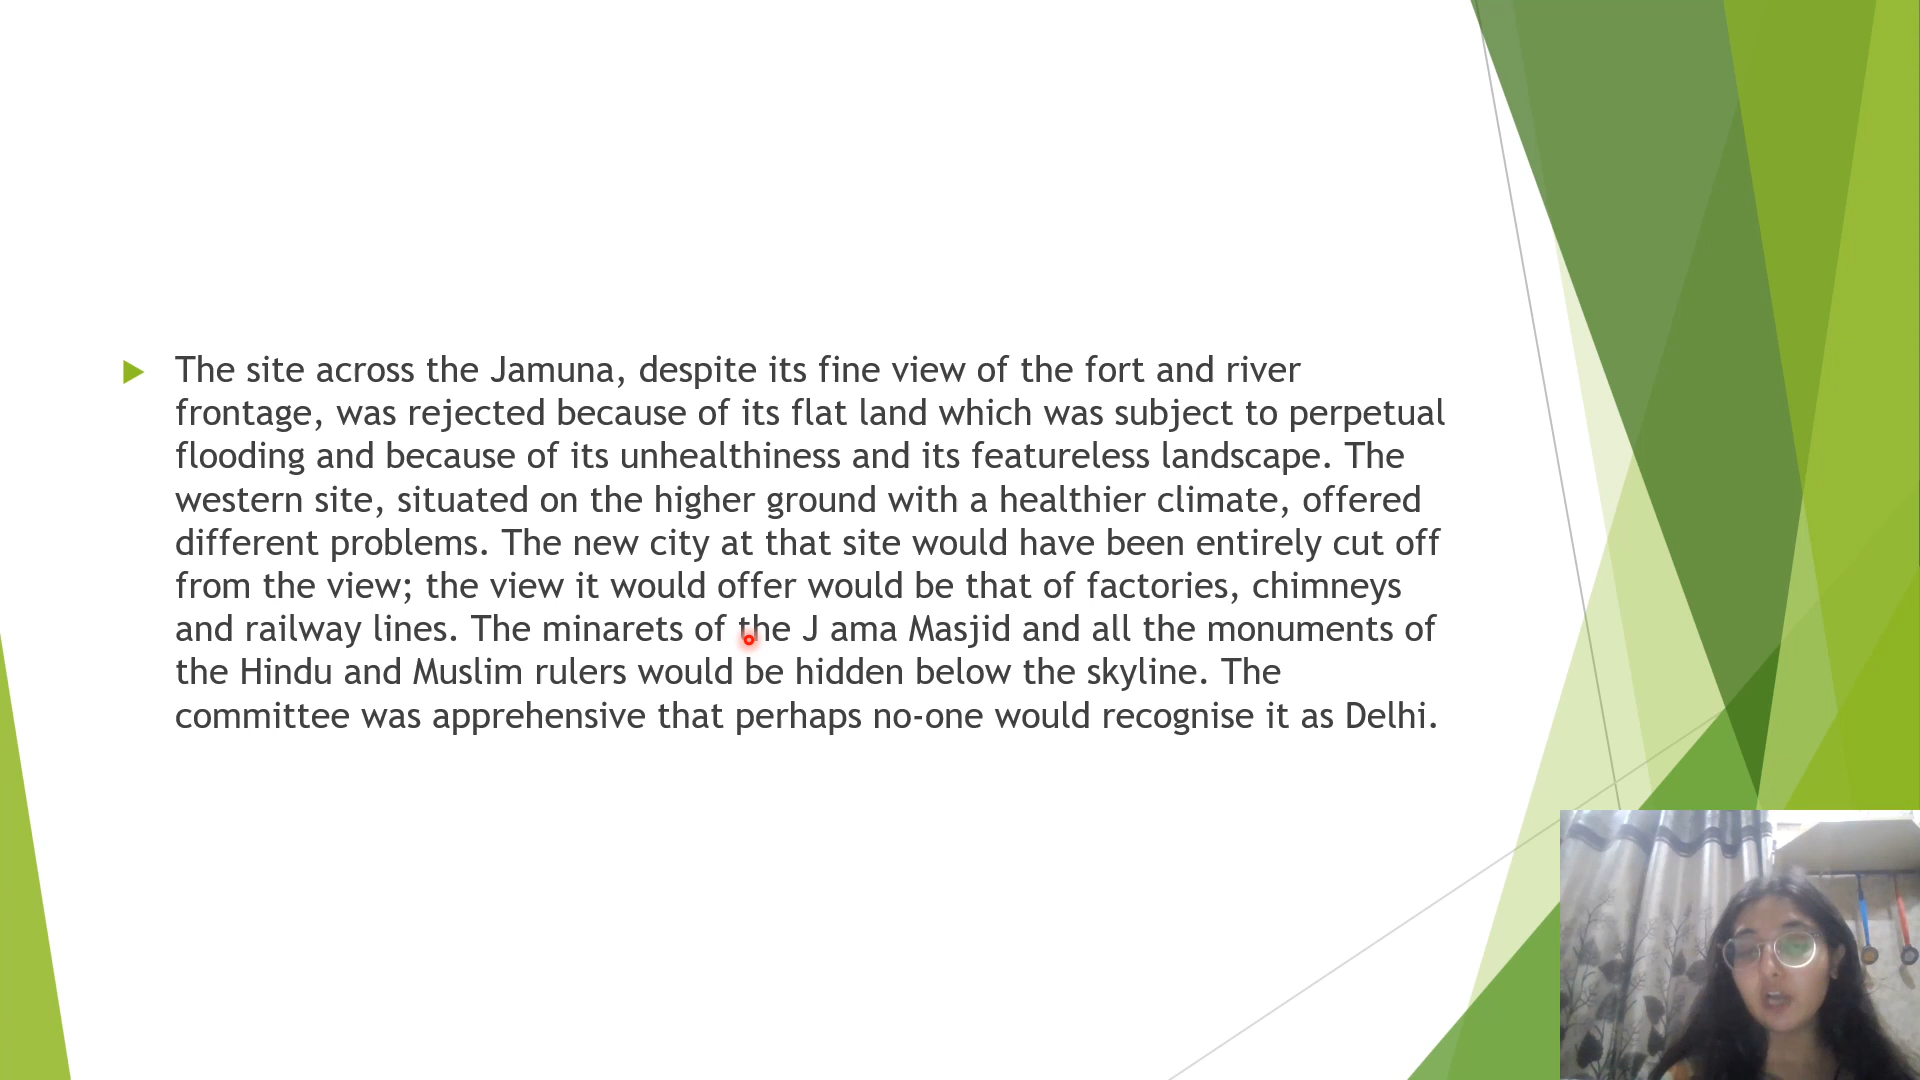 The site across the Jamuna, despite its fine view of the fort and river
frontage, was rejected because of its flat land which was subject to perpetual
flooding and because of its unhealthiness and its featureless landscape. The
western site, situated on the higher ground with a healthier climate, offered
different problems. The new city at that site would have been entirely cut off
from the view; the view it would offer would be that of factories, chimneys
and railway lines. The minarets of the J ama Masjid and all the monuments of
the Hindu and Muslim rulers would be hidden below the skyline. The
committee was apprehensive that perhaps no-one would recognise it as Delhi.